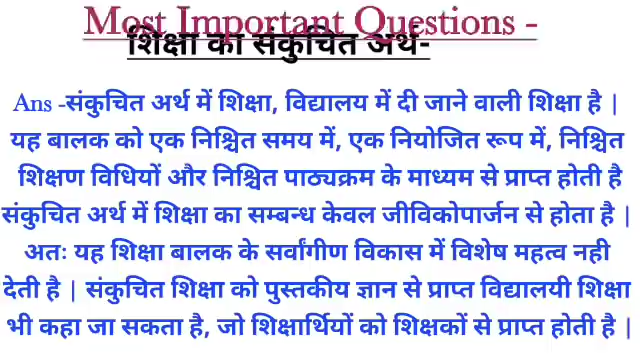 Most Important Questions -
शिक्षा का संकुचित अर्थ-
Ans -संकुचित अर्थ में शिक्षा, विद्यालय में दी जाने वाली शिक्षा है |
यह बालक को एक निश्चित समय में, एक नियोजित रूप में, निश्चित
शिक्षण विधियों और निश्चित पाठ्यक्रम के माध्यम से प्राप्त होती है
संकुचित अर्थ में शिक्षा का सम्बन्ध केवल जीविकोपार्जन से होता है |
अतः यह शिक्षा बालक के सर्वांगीण विकास में विशेष महत्व नही
देती है | संकुचित शिक्षा को पुस्तकीय ज्ञान से प्राप्त विद्यालयी शिक्षा
भी कहा जा सकता है, जो शिक्षार्थियों को शिक्षकों से प्राप्त होती है |